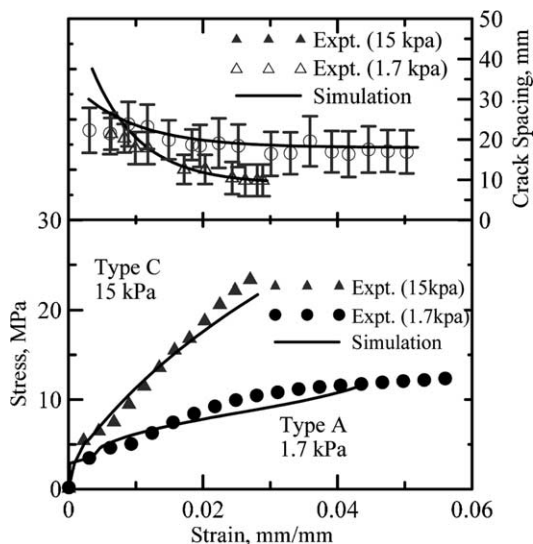 Expt. (15 kpa)
Expt. (1.7 kpa)
Simulation
50
40
30
20
10
0
Crack Spacing, mm
30
20
10
0
Stress, MPa
Type C
15 kPa
Expt. (15kpa)
Expt. (1.7kpa)
Simulation
Type A
1.7 kPa
0
0.02
0.04
0.06
Strain, mm/mm